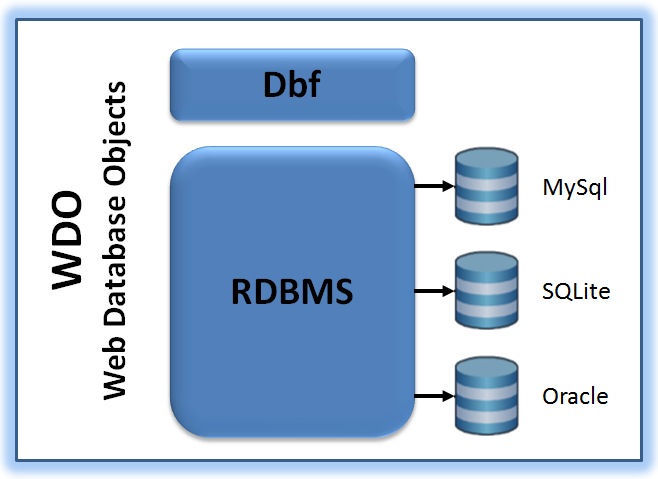 WDO
Web Database Objects
Dbf
RDBMS
MySql
SQLite
Oracle